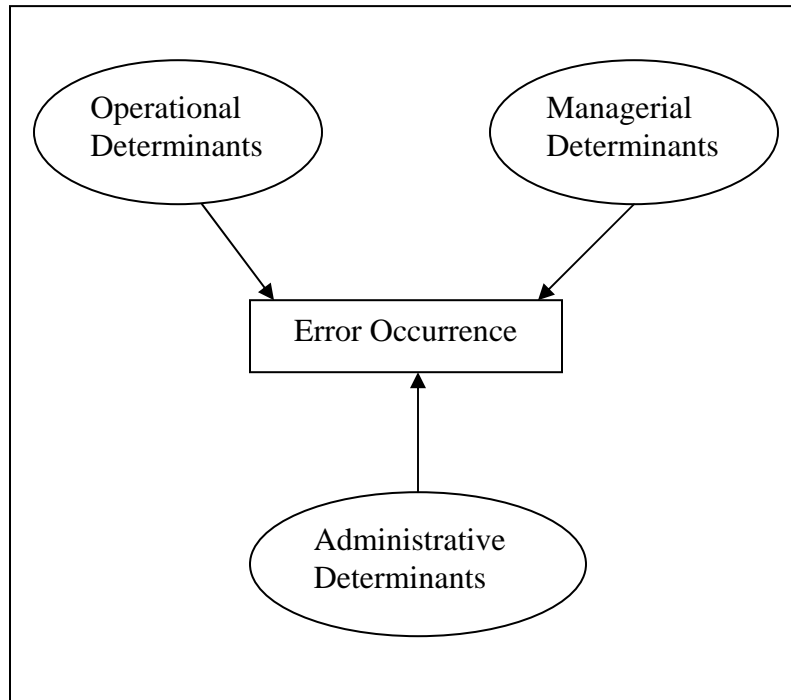 Operational
Determinants
Managerial
Determinants
Error Occurrence
Administrative
Determinants